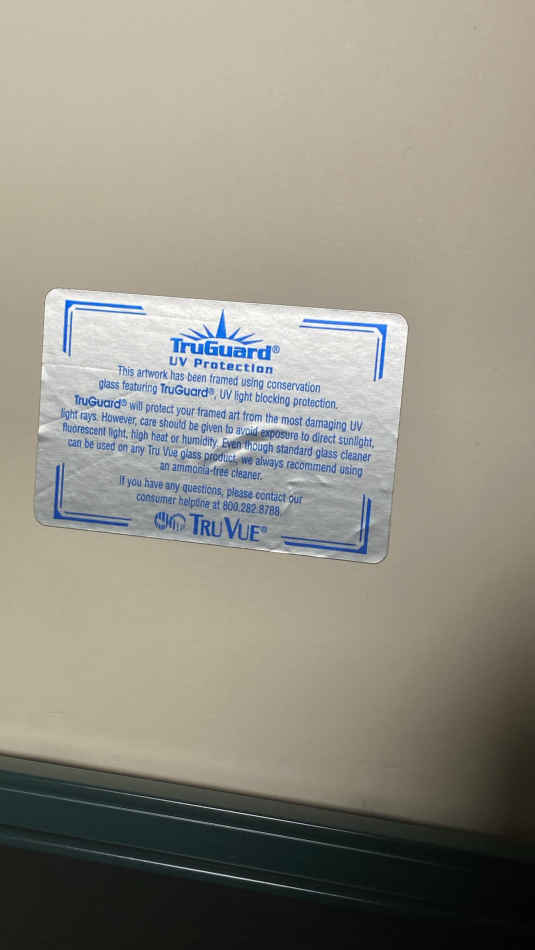 TruGuard®
UV Protection
This artwork has been framed using conservation
glass featuring TruGuard®, UV light blocking protection.
TruGuard® will protect your framed art from the most damaging UV
light rays. However, care should be given to avoid exposure to direct sunlight,
fluorescent light, high heat or humidity. Even though standard glass cleaner
can be used on any Tru Vue glass product, we always recommend using
an ammonia-free cleaner.
If you have any questions, please contact our
consumer helpline at 800.282.8788
TRU VUE®